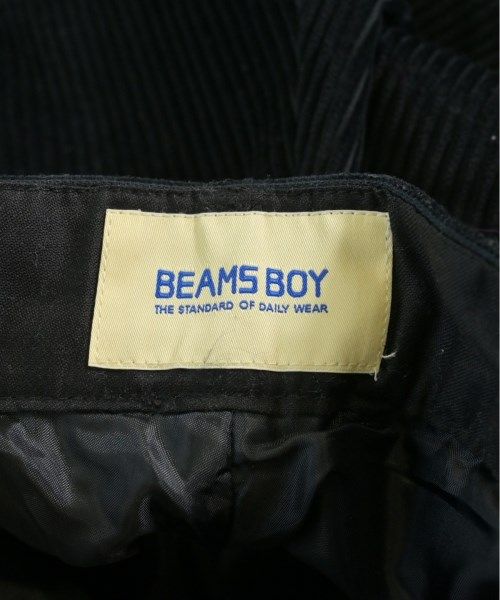 BEAMS BOY
THE STANDARD OF DAILY WEAR